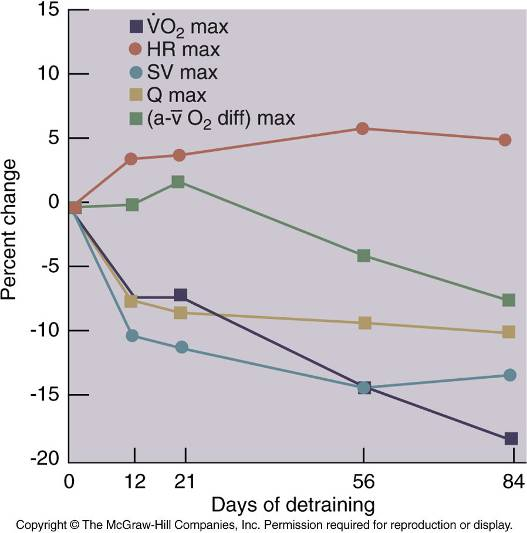 15
V̇O₂ max
HR max
SV max
Q max
(a-v̅ O₂ diff) max
10
5
0
-5
-10
-15
-20
Percent change
0 12 21 56 84
Days of detraining
Copyright © The McGraw-Hill Companies, Inc. Permission required for reproduction or display.